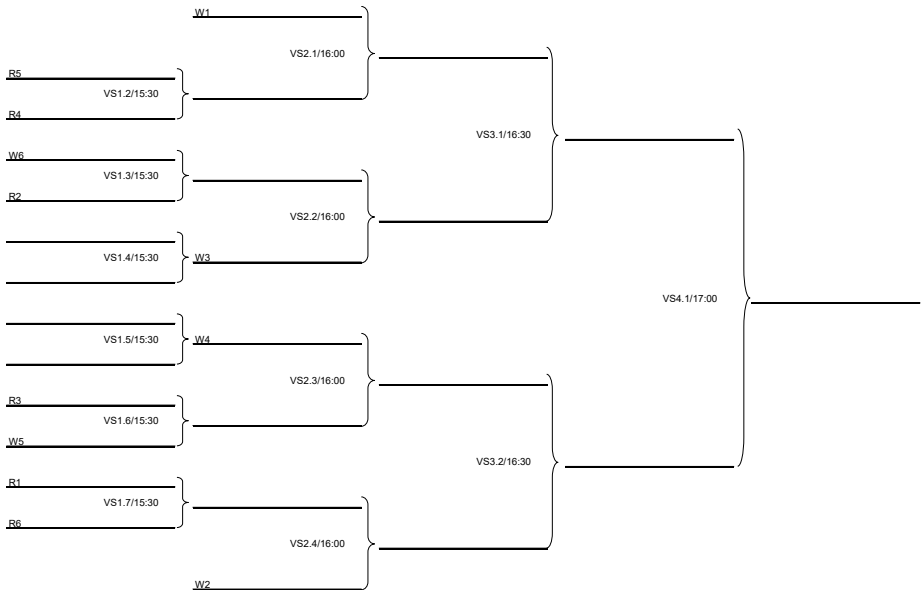 W1
VS2.1/16:00
R5
VS1.2/15:30
R4
VS3.1/16:30
W6
VS1.3/15:30
R2
VS2.2/16:00
VS1.4/15:30
W3
VS4.1/17:00
VS1.5/15:30
W4
VS2.3/16:00
R3
VS1.6/15:30
W5
VS3.2/16:30
R1
VS1.7/15:30
R6
VS2.4/16:00
W2